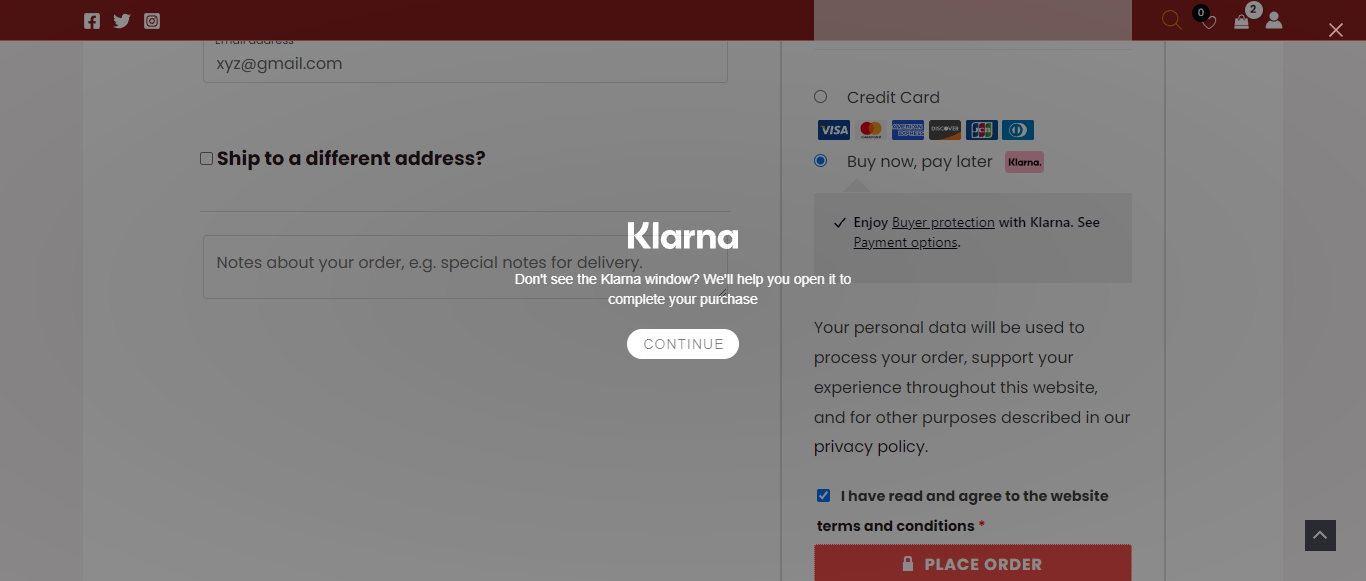 0
2
Email address
xyz@gmail.com
Ship to a different address?
Notes about your order, e.g. special notes for delivery.
Credit Card
VISA
AMERICAN EXPRESS
DISCOVER
JCB
Buy now, pay later Klarna.
Enjoy Buyer protection with Klarna. See
Payment options.
Klarna
Don't see the Klarna window? We'll help you open it to
complete your purchase
CONTINUE
Your personal data will be used to
process your order, support your
experience throughout this website,
and for other purposes described in our
privacy policy.
I have read and agree to the website
terms and conditions *
PLACE ORDER